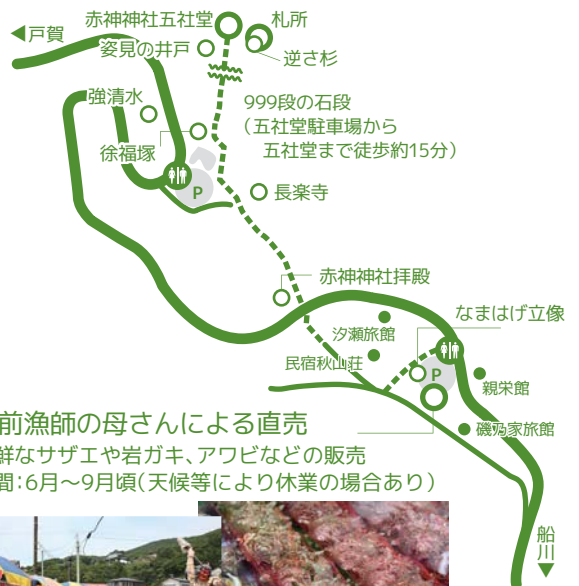 赤神神社五社堂
札所
◀戸賀
姿見の井戸
逆さ杉
強清水
999段の石段
（五社堂駐車場から
五社堂まで徒歩約15分）
徐福塚
P
長楽寺
赤神神社拝殿
なまはげ立像
汐瀬旅館
民宿秋山荘
P
親栄館
磯乃家旅館
前漁師の母さんによる直売
鮮なサザエや岩ガキ、アワビなどの販売
間：6月〜9月頃（天候等により休業の場合あり）
船川▼